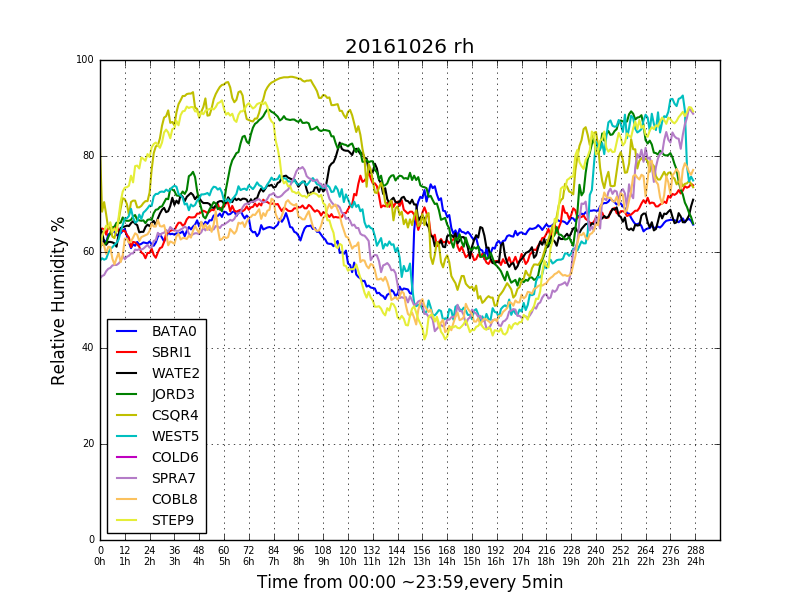 20161026 rh
Relative Humidity %
100
80
60
40
20
0
BATA0
SBRI1
WATE2
JORD3
CSQR4
WEST5
COLD6
SPRA7
COBL8
STEP9
0 12 24 36 48 60 72 84 96 108 120 132 144 156 168 180 192 204 216 228 240 252 264 276 288
0h 1h 2h 3h 4h 5h 6h 7h 8h 9h 10h 11h 12h 13h 14h 15h 16h 17h 18h 19h 20h 21h 22h 23h 24h
Time from 00:00 ~23:59,every 5min